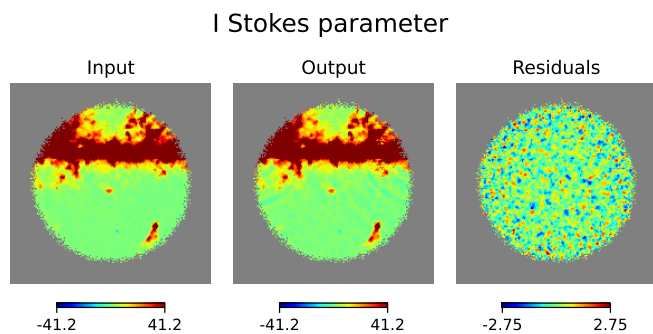 I Stokes parameter
Input Output Residuals
-41.2 41.2 -41.2 41.2 -2.75 2.75